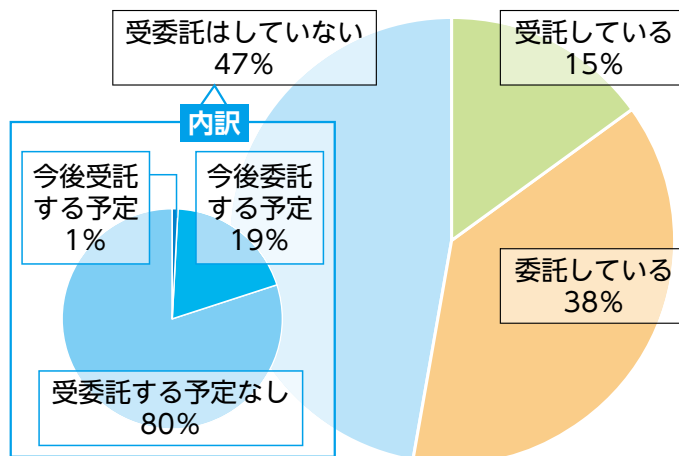 受委託はしていない
47%
受託している
15%
内訳
今後受託
する予定
1%
今後委託
する予定
19%
委託している
38%
受委託する予定なし
80%